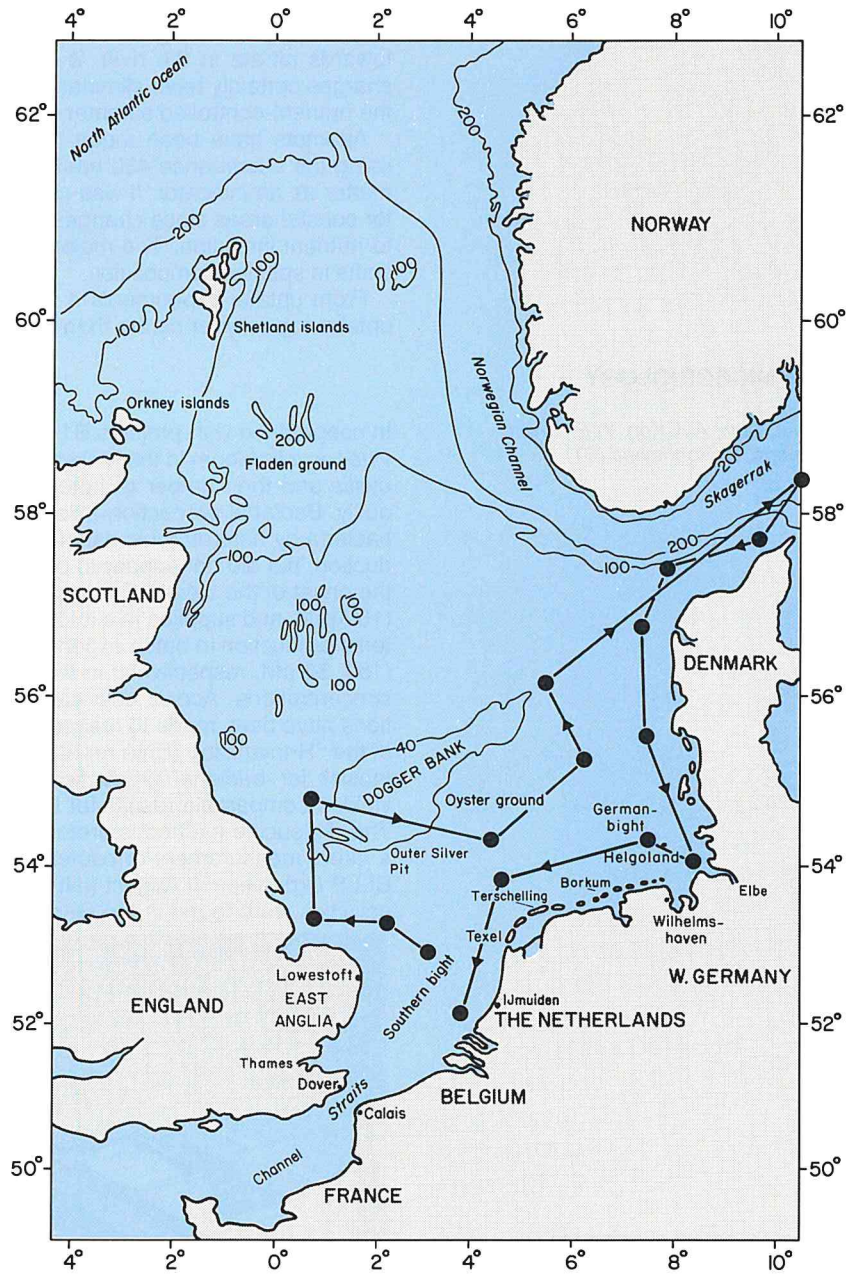 4° 2° 0° 2° 4° 6° 8° 10°
North Atlantic Ocean
62°
62°
200
200
NORWAY
100
100
100
Shetland islands
60°
60°
Norwegian Channel
Orkney islands
200
Fladen ground
200
Skagerrak
58°
58°
200
100
100
SCOTLAND
100
100
DENMARK
100
56°
56°
100
40
DOGGER BANK
Oyster ground
German-
bight
Outer Silver
Pit
54°
54°
Helgoland
Elbe
Borkum
Terschelling
Texel
Wilhelms-
haven
Southern bight
Lowestoft
EAST
ANGLIA
ENGLAND
W. GERMANY
IJmuiden
THE NETHERLANDS
52°
52°
Thames
Dover
Straits
BELGIUM
Calais
Channel
50°
50°
FRANCE
4° 2° 0° 2° 4° 6° 8° 10°